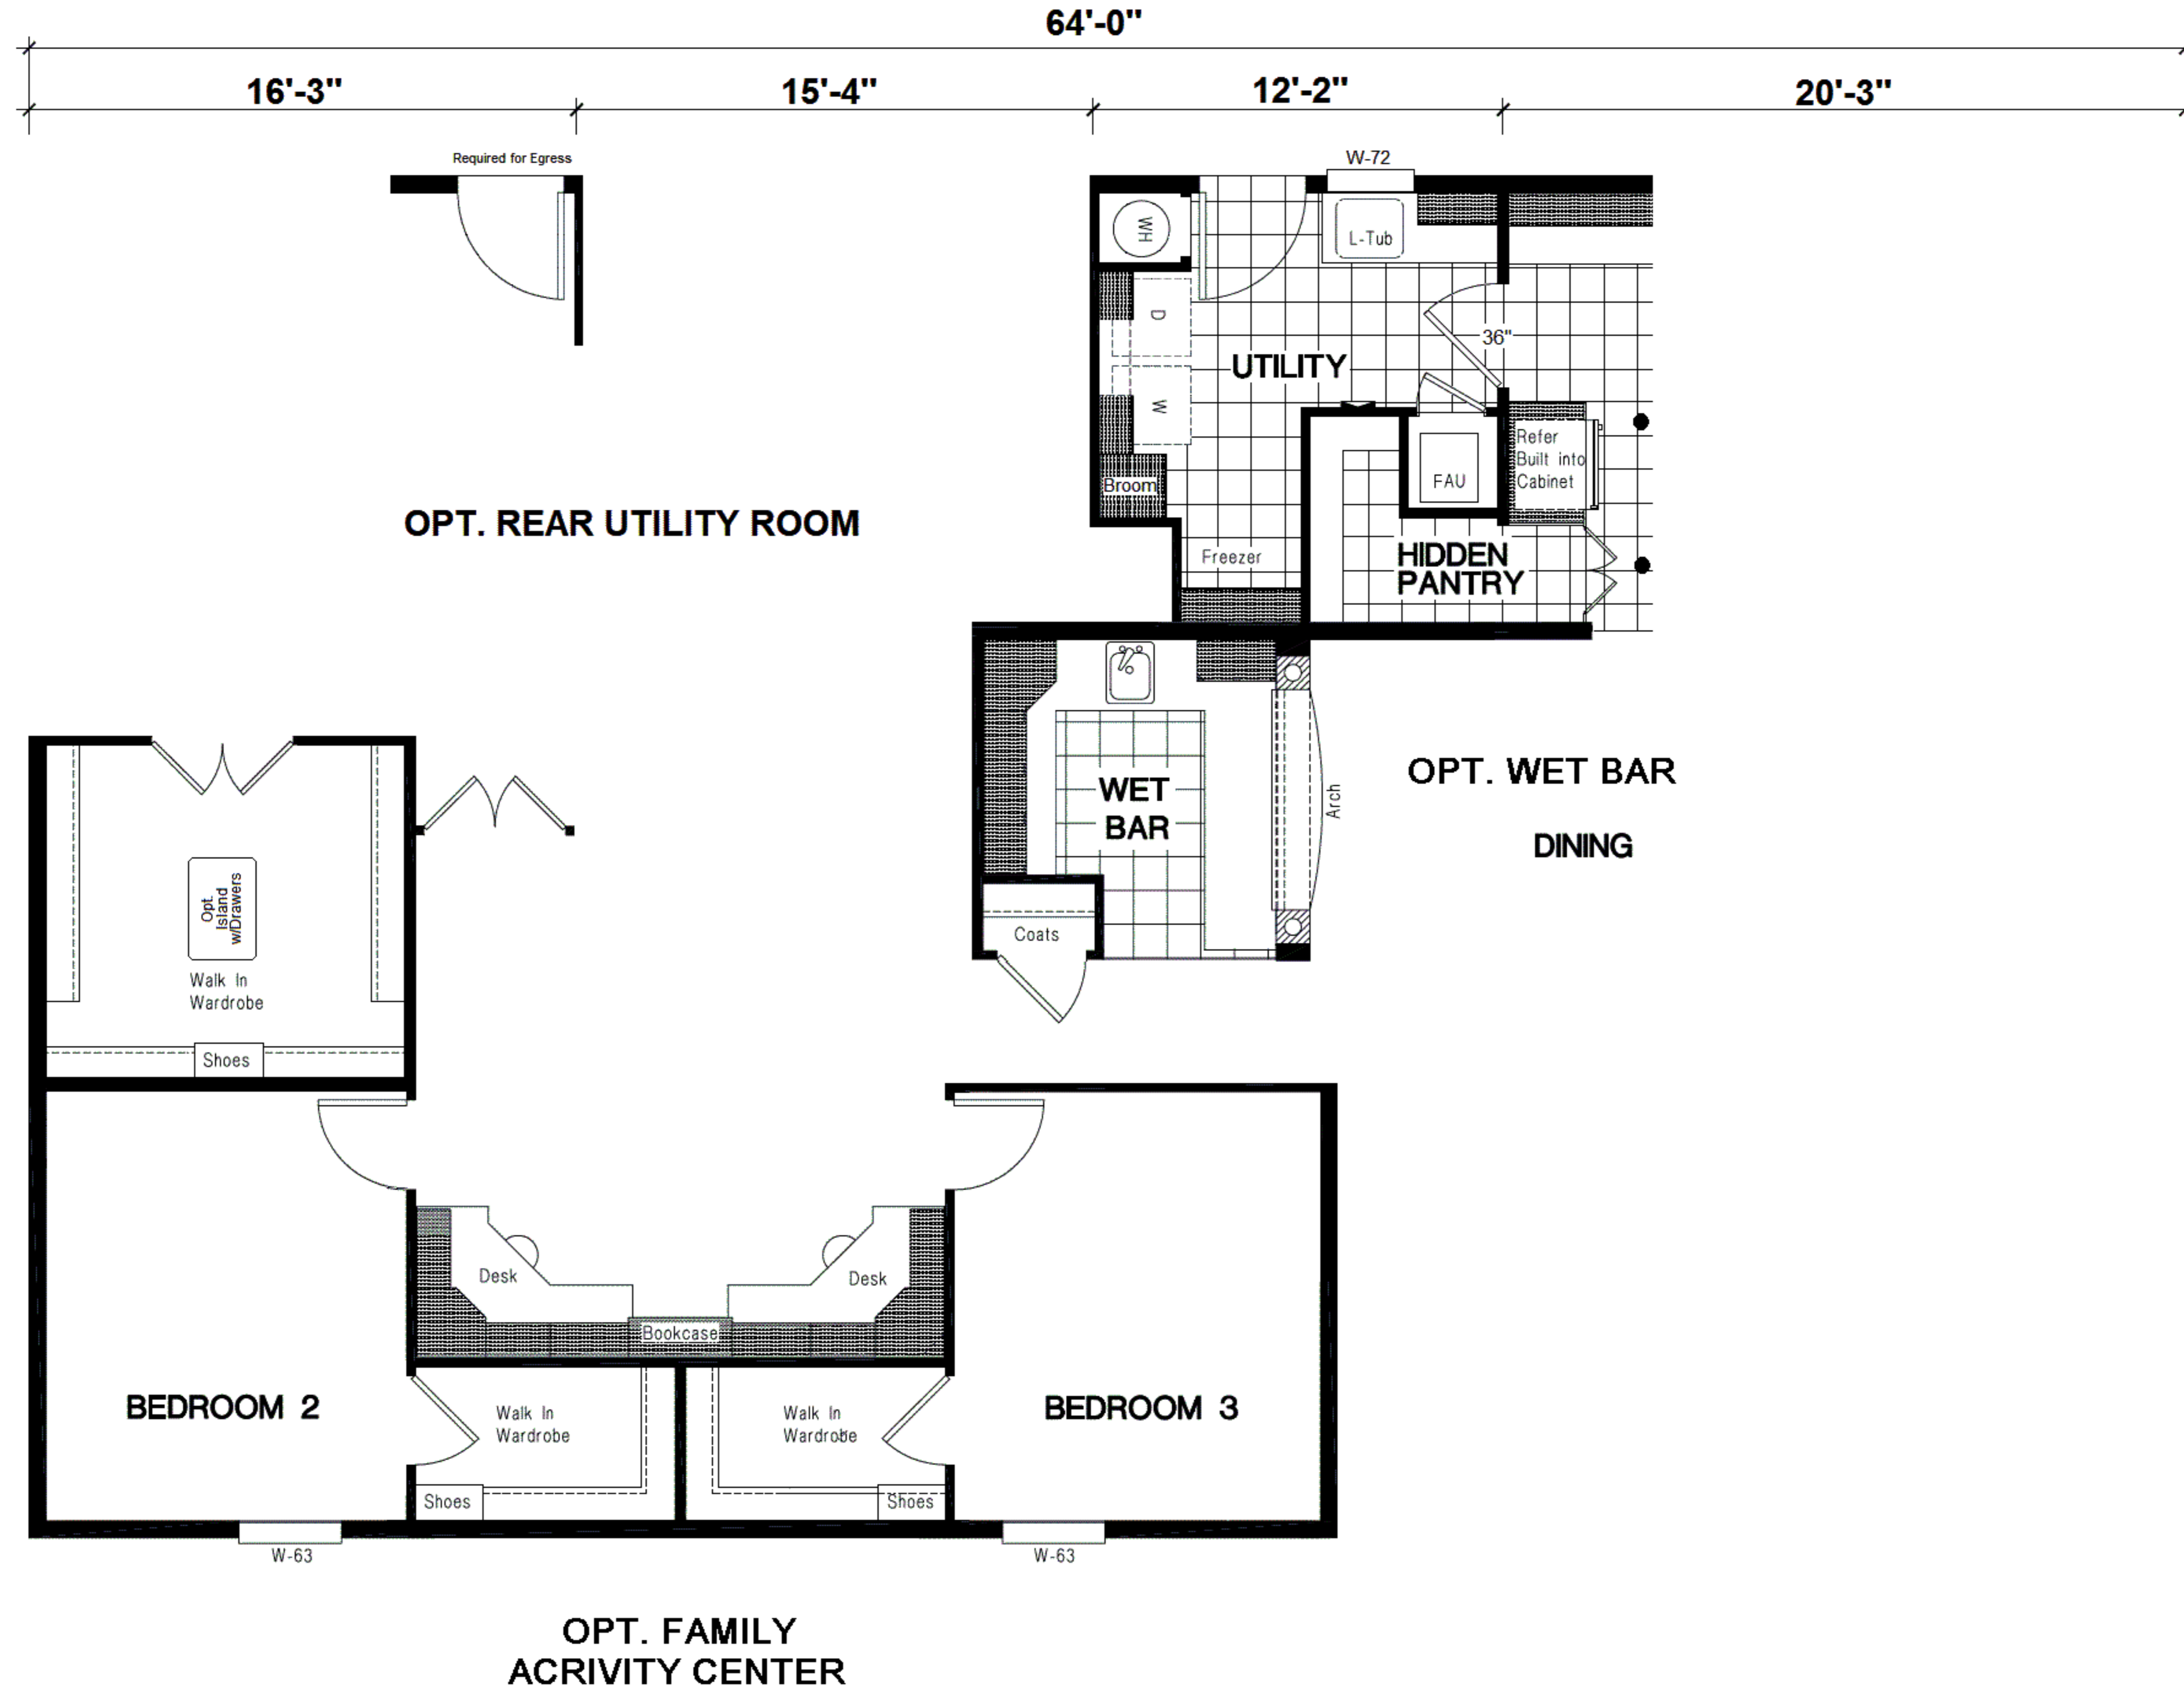 64'-0"
16'-3"
15'-4"
12'-2"
20'-3"
Required for Egress
W-72
WH
L-Tub
D
36"
UTILITY
W
Refer
Built into
Cabinet
FAU
Broom
OPT. REAR UTILITY ROOM
Freezer
HIDDEN
PANTRY
WET
BAR
Arch
OPT. WET BAR
DINING
Opt.
Island
w/Drawers
Coats
Walk In
Wardrobe
Shoes
Desk
Desk
Bookcase
BEDROOM 2
Walk In
Wardrobe
Walk In
Wardrobe
BEDROOM 3
Shoes
Shoes
W-63
W-63
OPT. FAMILY
ACRIVITY CENTER